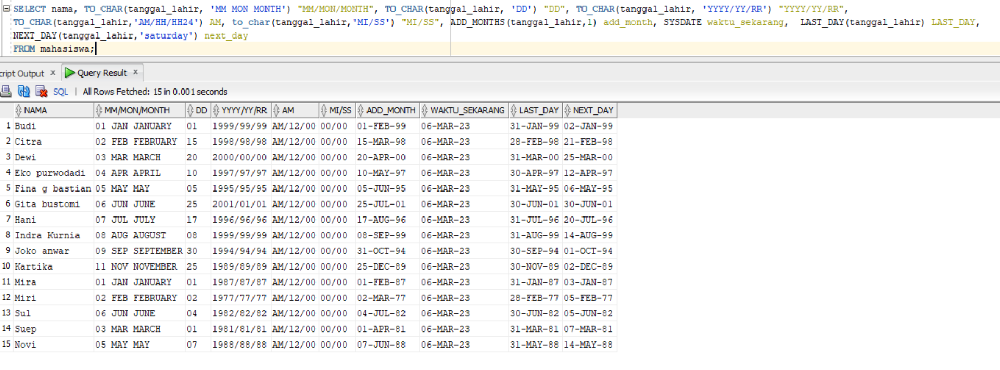 SELECT nama, TO_CHAR(tanggal_lahir, 'MM MON MONTH') "MM/MON/MONTH", TO_CHAR(tanggal_lahir, 'DD') "DD", TO_CHAR(tanggal_lahir, 'YYYY/YY/RR') "YYYY/YY/RR",
TO_CHAR(tanggal_lahir,'AM/HH/HH24') AM, to_char(tanggal_lahir,'MI/SS') "MI/SS", ADD_MONTHS(tanggal_lahir,1) add_month, SYSDATE waktu_sekarang, LAST_DAY(tanggal_lahir) LAST_DAY,
NEXT_DAY(tanggal_lahir,'saturday') next_day
FROM mahasiswa;
cript Output x Query Result x
SQL | All Rows Fetched: 15 in 0.001 seconds
NAMA MM/MON/MONTH DD YYYY/YY/RR AM MI/SS ADD_MONTH WAKTU_SEKARANG LAST_DAY NEXT_DAY
1 Budi 01 JAN JANUARY 01 1999/99/99 AM/12/00 00/00 01-FEB-99 06-MAR-23 31-JAN-99 02-JAN-99
2 Citra 02 FEB FEBRUARY 15 1998/98/98 AM/12/00 00/00 15-MAR-98 06-MAR-23 28-FEB-98 21-FEB-98
3 Dewi 03 MAR MARCH 20 2000/00/00 AM/12/00 00/00 20-APR-00 06-MAR-23 31-MAR-00 25-MAR-00
4 Eko purwodadi 04 APR APRIL 10 1997/97/97 AM/12/00 00/00 10-MAY-97 06-MAR-23 30-APR-97 12-APR-97
5 Fina g bastian 05 MAY MAY 05 1995/95/95 AM/12/00 00/00 05-JUN-95 06-MAR-23 31-MAY-95 06-MAY-95
6 Gita bustomi 06 JUN JUNE 25 2001/01/01 AM/12/00 00/00 25-JUL-01 06-MAR-23 30-JUN-01 30-JUN-01
7 Hani 07 JUL JULY 17 1996/96/96 AM/12/00 00/00 17-AUG-96 06-MAR-23 31-JUL-96 20-JUL-96
8 Indra Kurnia 08 AUG AUGUST 08 1999/99/99 AM/12/00 00/00 08-SEP-99 06-MAR-23 31-AUG-99 14-AUG-99
9 Joko anwar 09 SEP SEPTEMBER 30 1994/94/94 AM/12/00 00/00 31-OCT-94 06-MAR-23 30-SEP-94 01-OCT-94
10 Kartika 11 NOV NOVEMBER 25 1989/89/89 AM/12/00 00/00 25-DEC-89 06-MAR-23 30-NOV-89 02-DEC-89
11 Mira 01 JAN JANUARY 01 1987/87/87 AM/12/00 00/00 01-FEB-87 06-MAR-23 31-JAN-87 03-JAN-87
12 Miri 02 FEB FEBRUARY 02 1977/77/77 AM/12/00 00/00 02-MAR-77 06-MAR-23 28-FEB-77 05-FEB-77
13 Sul 06 JUN JUNE 04 1982/82/82 AM/12/00 00/00 04-JUL-82 06-MAR-23 30-JUN-82 05-JUN-82
14 Suep 03 MAR MARCH 01 1981/81/81 AM/12/00 00/00 01-APR-81 06-MAR-23 31-MAR-81 07-MAR-81
15 Novi 05 MAY MAY 07 1988/88/88 AM/12/00 00/00 07-JUN-88 06-MAR-23 31-MAY-88 14-MAY-88